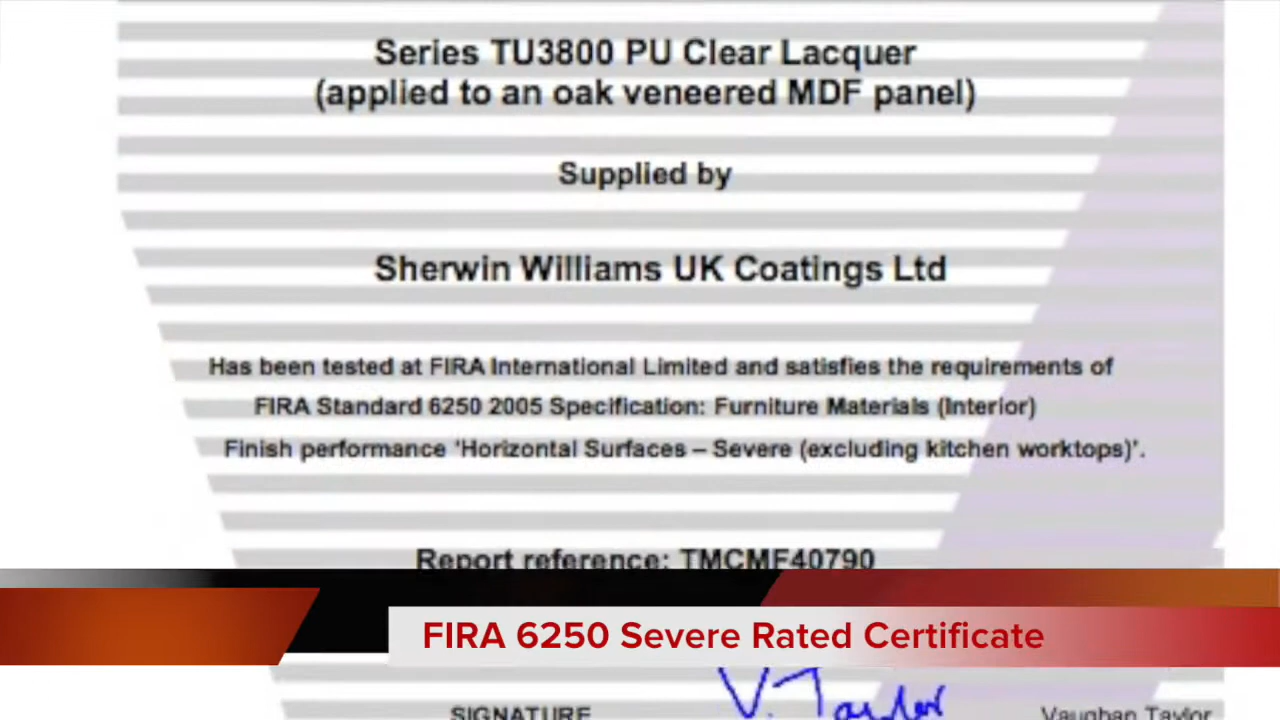 Series TU3800 PU Clear Lacquer
(applied to an oak veneered MDF panel)
Supplied by
Sherwin Williams UK Coatings Ltd
Has been tested at FIRA International Limited and satisfies the requirements of
FIRA Standard 6250 2005 Specification: Furniture Materials (Interior)
Finish performance 'Horizontal Surfaces – Severe (excluding kitchen worktops)'.
Report reference: TMCMF40790
FIRA 6250 Severe Rated Certificate
V. Taylor
SIGNATURE
Vaughan Taylor